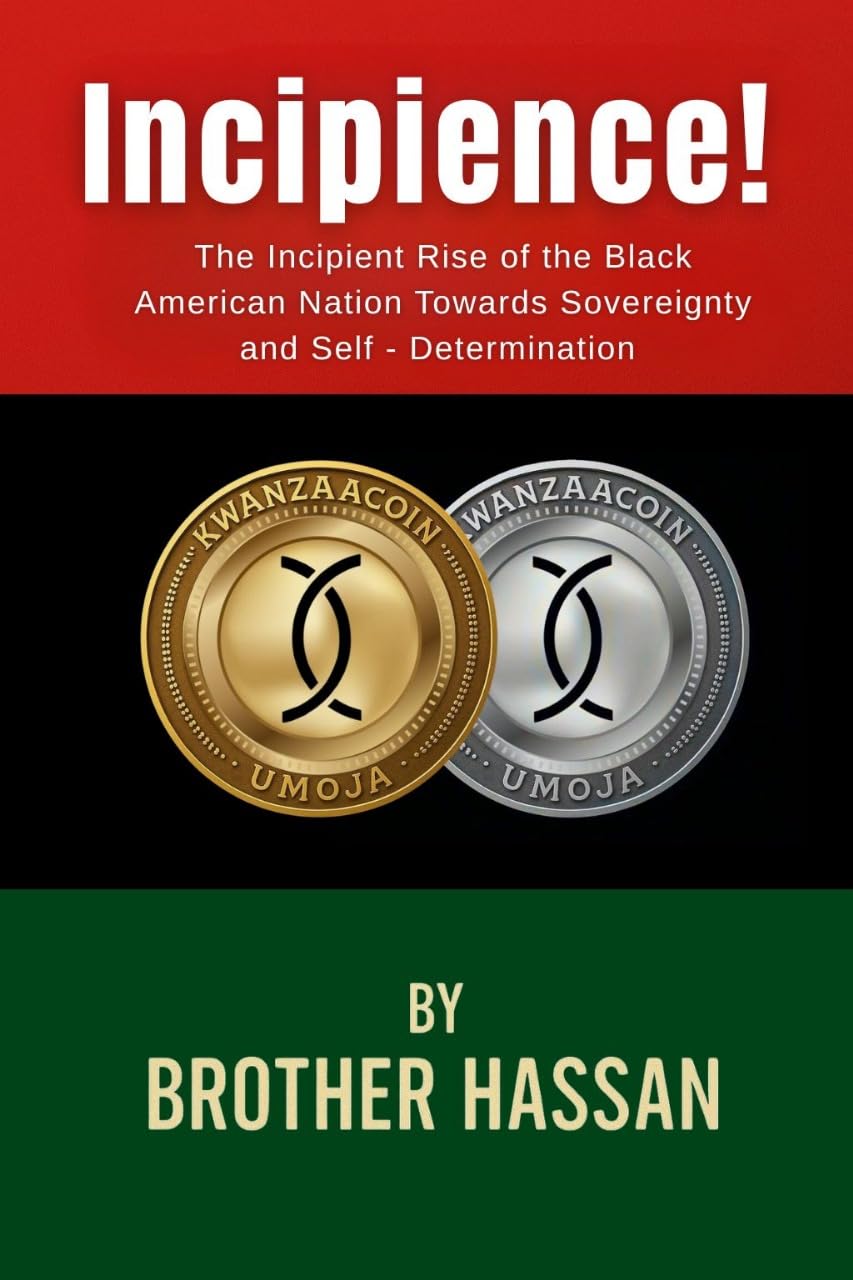 Incipience!
The Incipient Rise of the Black
American Nation Towards Sovereignty
and Self - Determination
KWANZAACOIN
UMOJA
WANZAACOIN
UMOJA
BY
BROTHER HASSAN